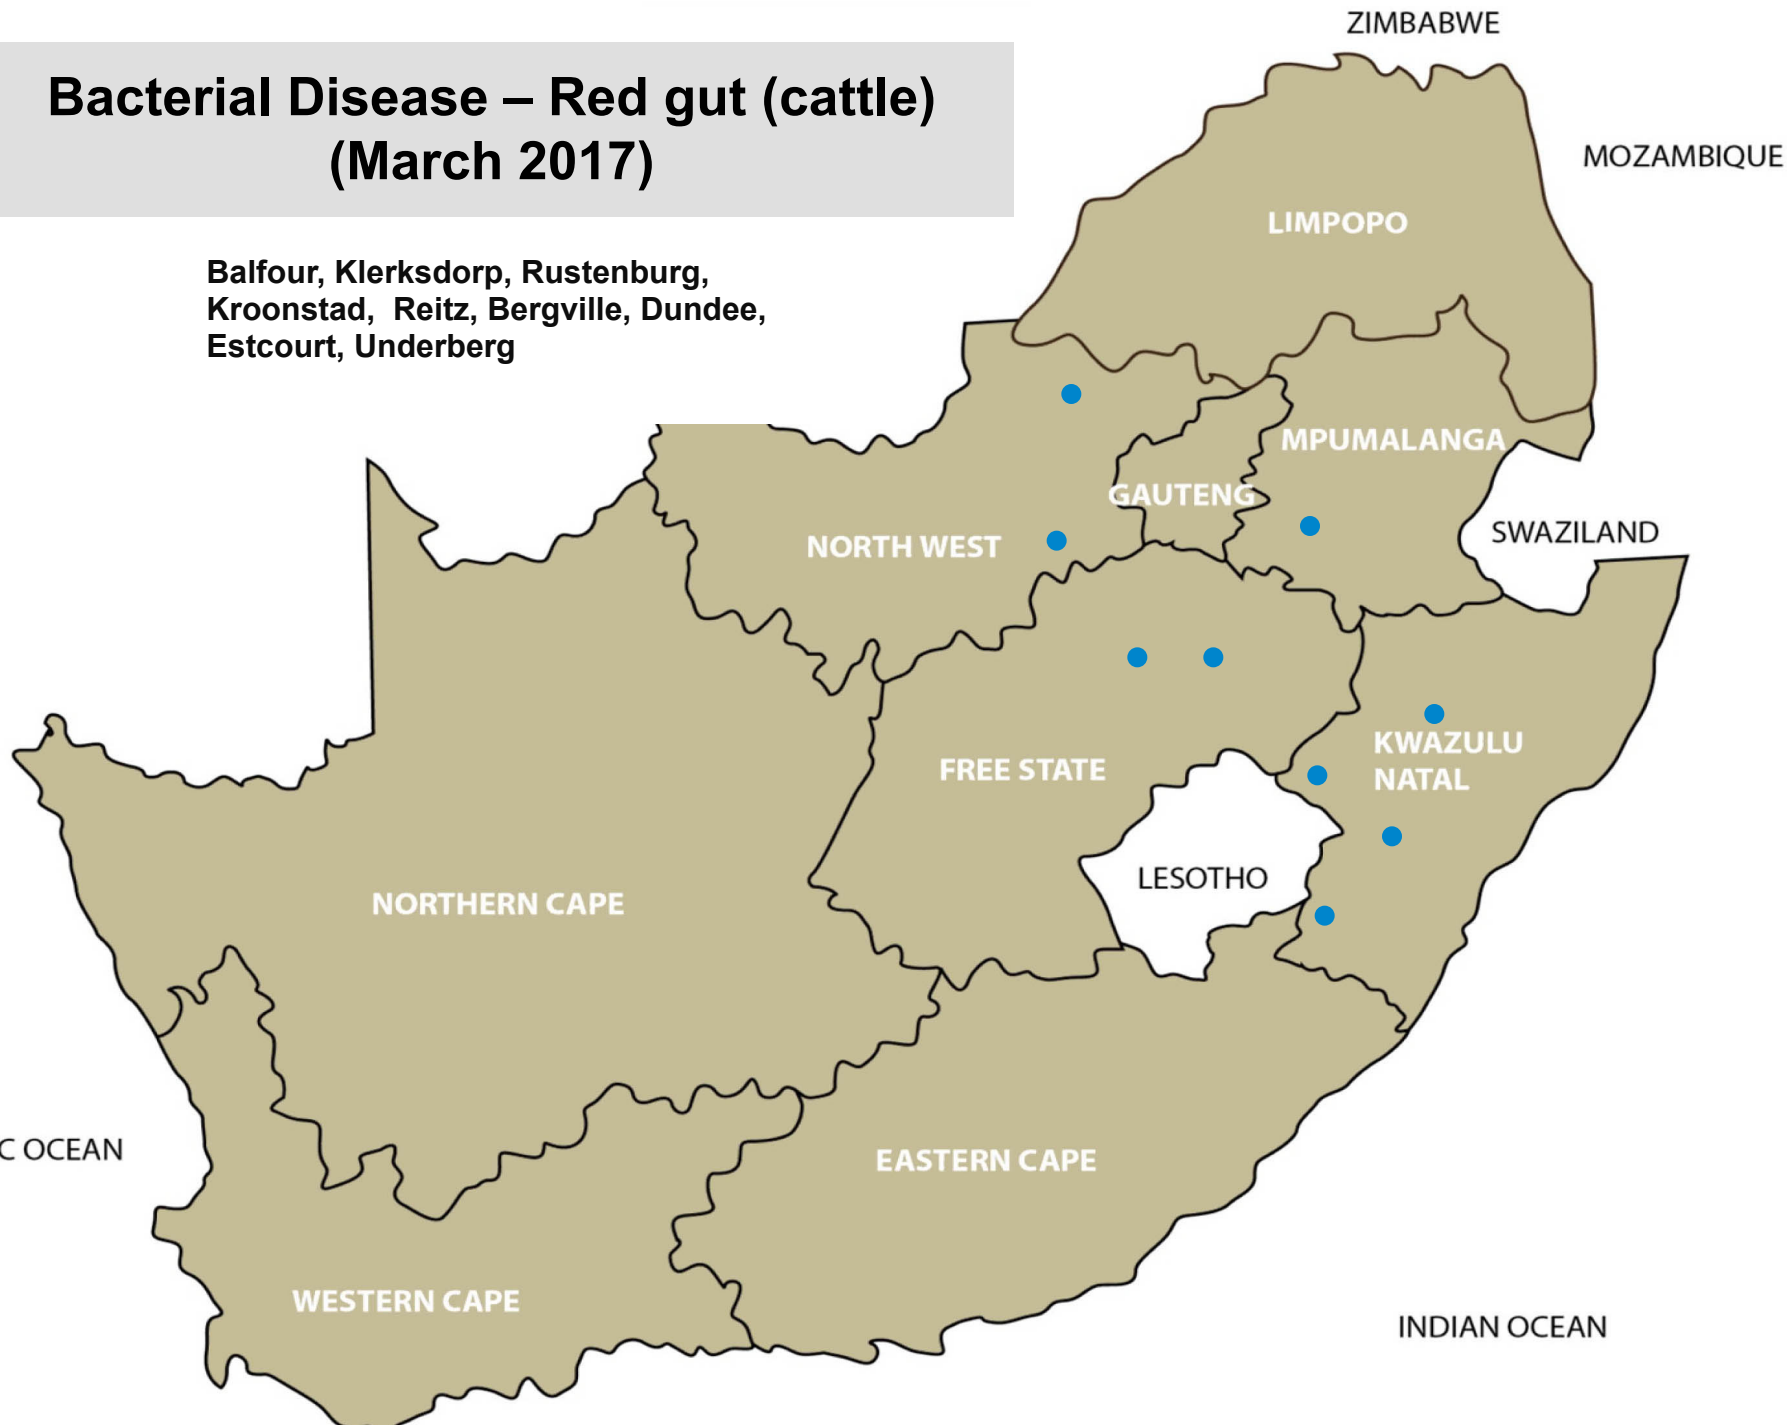 ZIMBABWE
Bacterial Disease – Red gut (cattle)
(March 2017)
MOZAMBIQUE
LIMPOPO
Balfour, Klerksdorp, Rustenburg,
Kroonstad, Reitz, Bergville, Dundee,
Estcourt, Underberg
MPUMALANGA
GAUTENG
SWAZILAND
NORTH WEST
KWAZULU
NATAL
FREE STATE
LESOTHO
NORTHERN CAPE
C OCEAN
EASTERN CAPE
WESTERN CAPE
INDIAN OCEAN